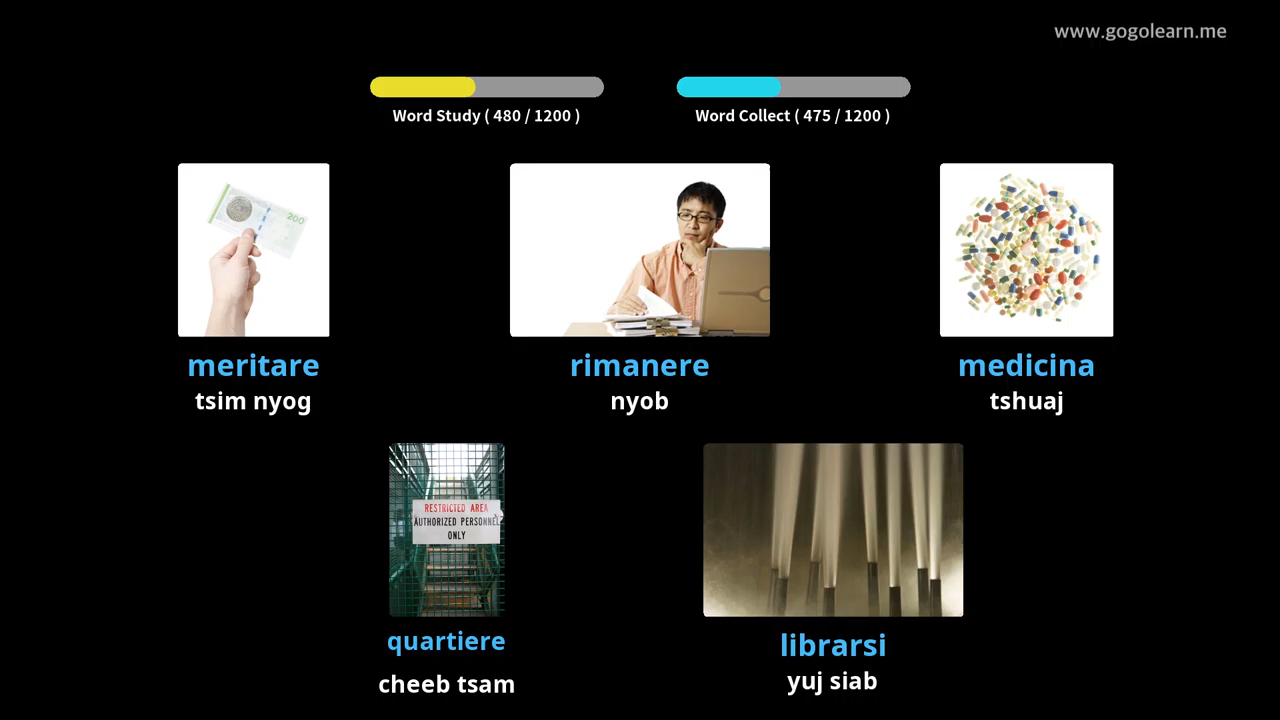 www.gogolearn.me
Word Study ( 480 / 1200 )
Word Collect ( 475 / 1200 )
200
meritare
tsim nyog
rimanere
nyob
medicina
tshuaj
RESTRICTED AREA
AUTHORIZED PERSONNEL
ONLY
quartiere
cheeb tsam
librarsi
yuj siab